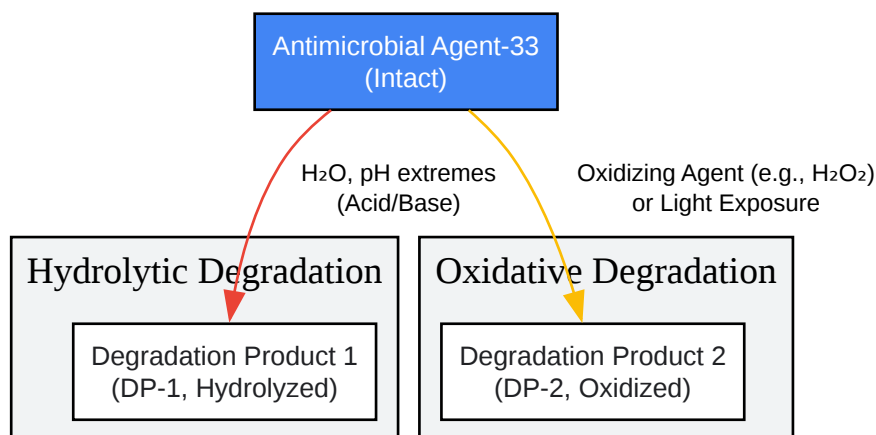 Antimicrobial Agent-33
(Intact)
H₂O, pH extremes
(Acid/Base)
Oxidizing Agent (e.g., H₂O₂)
or Light Exposure
Hydrolytic Degradation
Oxidative Degradation
Degradation Product 1
(DP-1, Hydrolyzed)
Degradation Product 2
(DP-2, Oxidized)